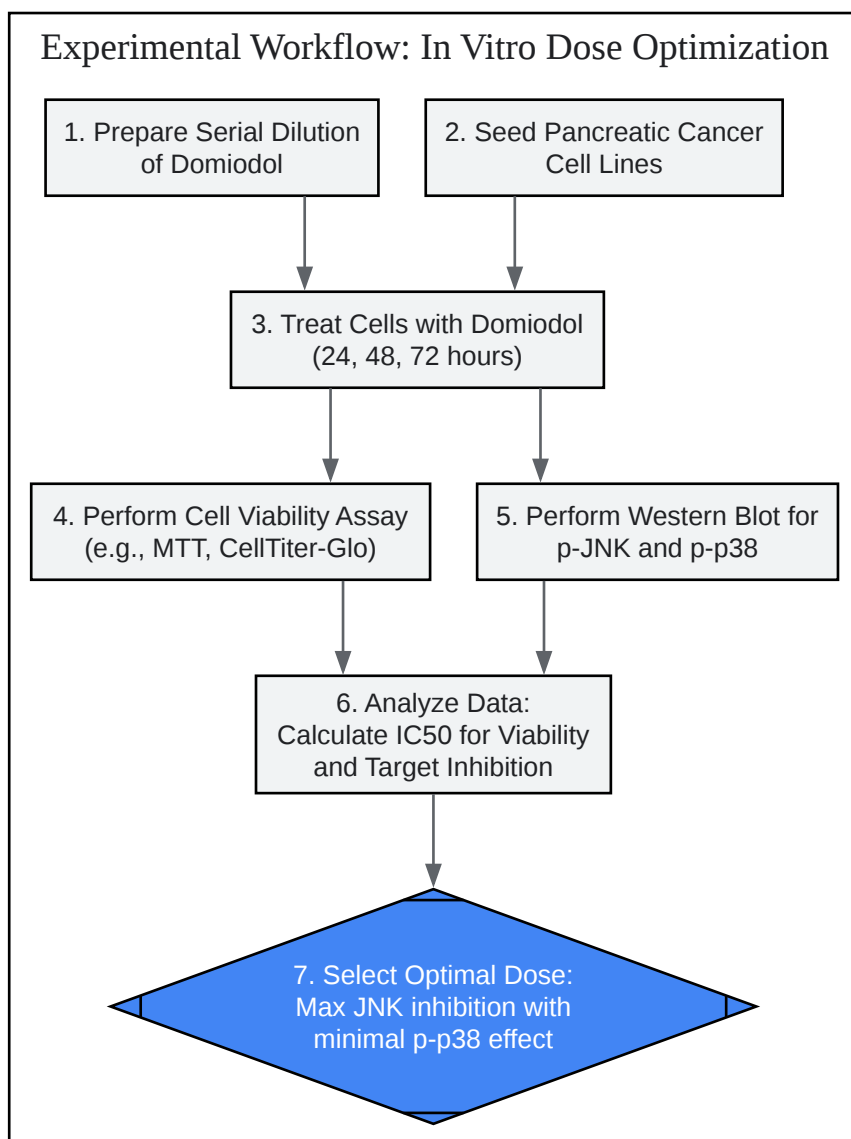 Experimental Workflow: In Vitro Dose Optimization
1. Prepare Serial Dilution
of Domiodol
2. Seed Pancreatic Cancer
Cell Lines
3. Treat Cells with Domiodol
(24, 48, 72 hours)
4. Perform Cell Viability Assay
(e.g., MTT, CellTiter-Glo)
5. Perform Western Blot for
p-JNK and p-p38
6. Analyze Data:
Calculate IC50 for Viability
and Target Inhibition
7. Select Optimal Dose:
Max JNK inhibition with
minimal p-p38 effect